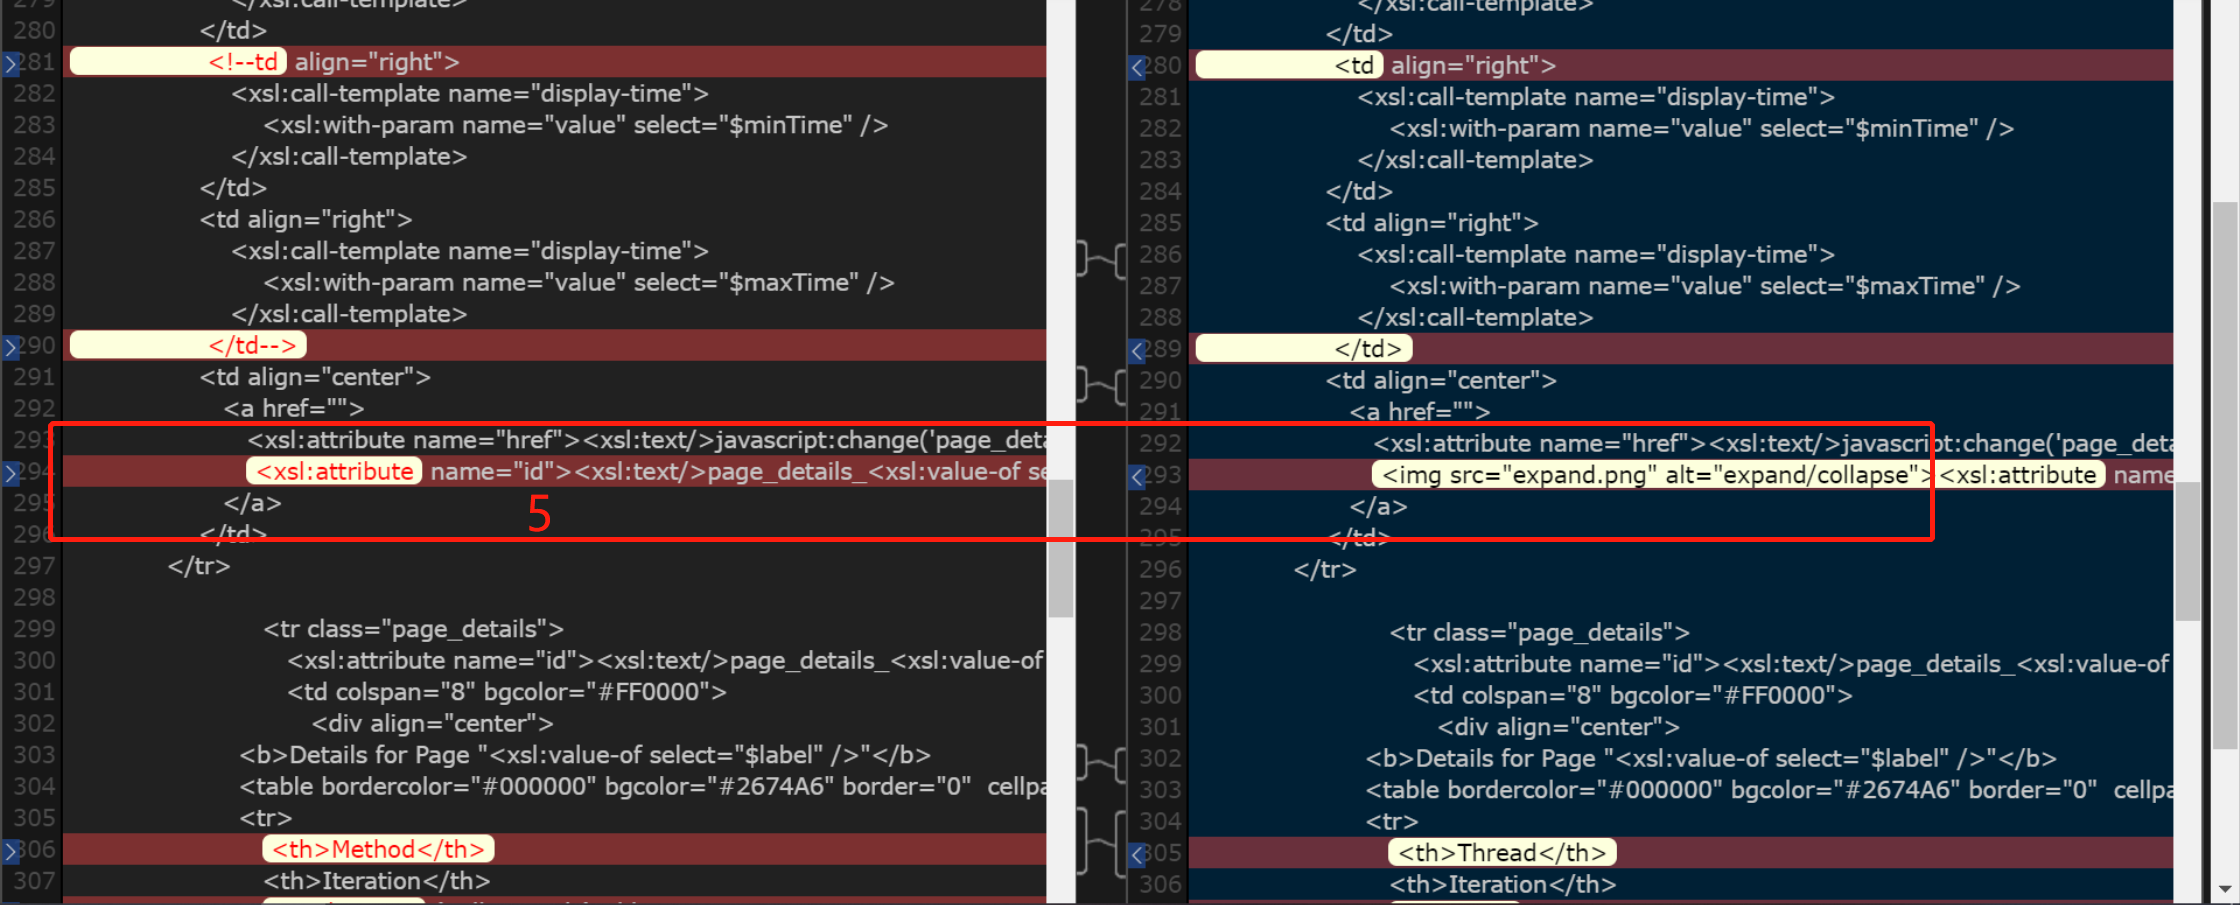 279 </xsl:call-template>
280 </td>
281 <!--td align="right">
282 <xsl:call-template name="display-time">
283 <xsl:with-param name="value" select="$minTime" />
284 </xsl:call-template>
285 </td>
286 <td align="right">
287 <xsl:call-template name="display-time">
288 <xsl:with-param name="value" select="$maxTime" />
289 </xsl:call-template>
290 </td-->
291 <td align="center">
292 <a href="">
293 <xsl:attribute name="href"><xsl:text/>javascript:change('page_deta
294 <xsl:attribute name="id"><xsl:text/>page_details_<xsl:value-of se
295 </a>
5
296 </td>
297 </tr>
298
299 <tr class="page_details">
300 <xsl:attribute name="id"><xsl:text/>page_details_<xsl:value-of
301 <td colspan="8" bgcolor="#FF0000">
302 <div align="center">
303 <b>Details for Page "<xsl:value-of select="$label" />"</b>
304 <table bordercolor="#000000" bgcolor="#2674A6" border="0" cellpa
305 <tr>
306 <th>Method</th>
307 <th>Iteration</th>
278 </xsl:call-template>
279 </td>
280 <td align="right">
281 <xsl:call-template name="display-time">
282 <xsl:with-param name="value" select="$minTime" />
283 </xsl:call-template>
284 </td>
285 <td align="right">
286 <xsl:call-template name="display-time">
287 <xsl:with-param name="value" select="$maxTime" />
288 </xsl:call-template>
289 </td>
290 <td align="center">
291 <a href="">
292 <xsl:attribute name="href"><xsl:text/>javascript:change('page_deta
293 <img src="expand.png" alt="expand/collapse"><xsl:attribute name
294 </a>
295 </td>
296 </tr>
297
298 <tr class="page_details">
299 <xsl:attribute name="id"><xsl:text/>page_details_<xsl:value-of
300 <td colspan="8" bgcolor="#FF0000">
301 <div align="center">
302 <b>Details for Page "<xsl:value-of select="$label" />"</b>
303 <table bordercolor="#000000" bgcolor="#2674A6" border="0" cellpa
304 <tr>
305 <th>Thread</th>
306 <th>Iteration</th>